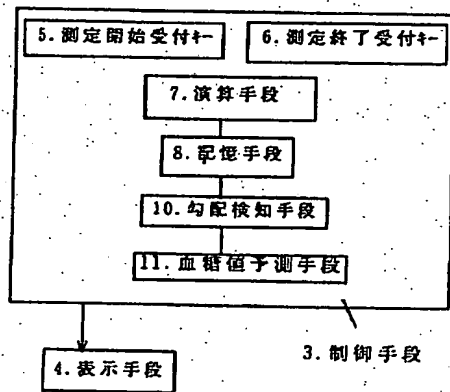 5.測定開始受付キー
6.測定終了受付キー
7.演算手段
8.記憶手段
10.勾配検知手段
11.血糖値予測手段
3.制御手段
4.表示手段